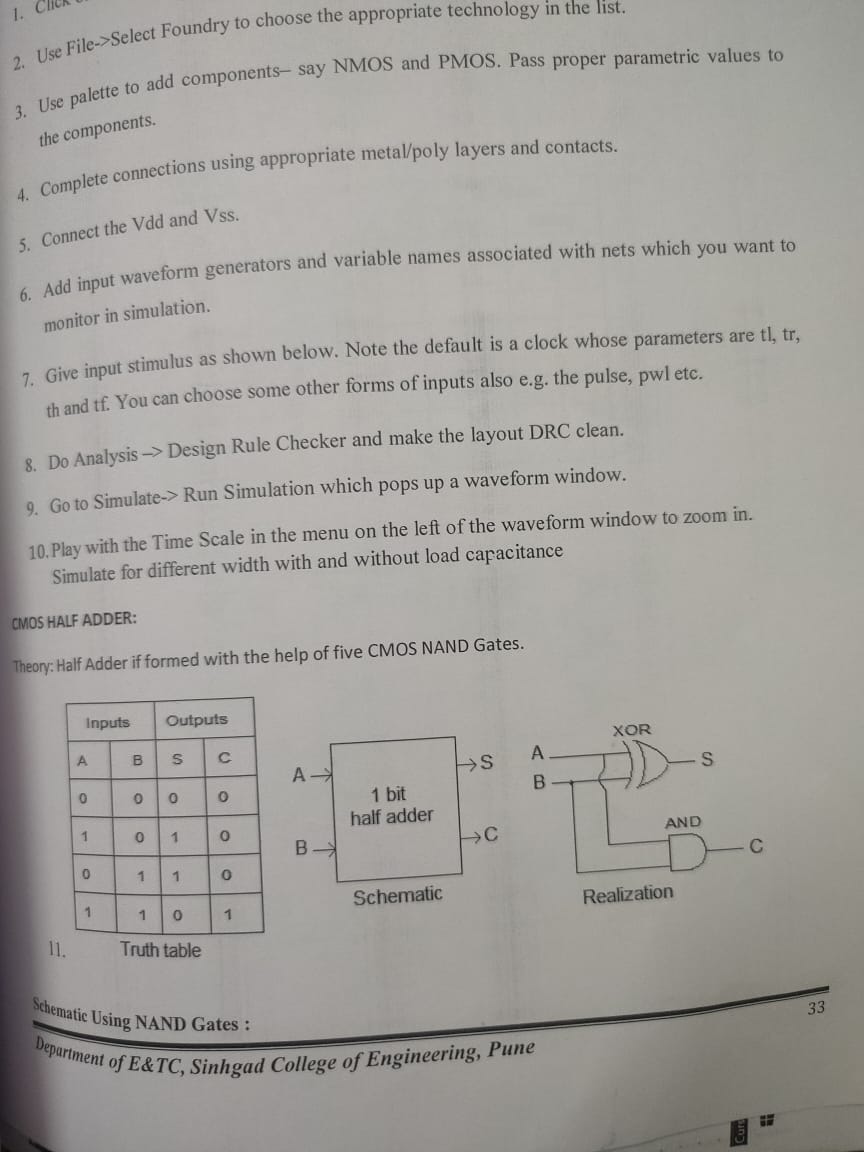 1. Click
2. Use File->Select Foundry to choose the appropriate technology in the list.
3. Use palette to add components– say NMOS and PMOS. Pass proper parametric values to
the components.
4. Complete connections using appropriate metal/poly layers and contacts.
5. Connect the Vdd and Vss.
6. Add input waveform generators and variable names associated with nets which you want to
monitor in simulation.
7. Give input stimulus as shown below. Note the default is a clock whose parameters are tl, tr,
th and tf. You can choose some other forms of inputs also e.g. the pulse, pwl etc.
8. Do Analysis –> Design Rule Checker and make the layout DRC clean.
9. Go to Simulate-> Run Simulation which pops up a waveform window.
10. Play with the Time Scale in the menu on the left of the waveform window to zoom in.
Simulate for different width with and without load capacitance
CMOS HALF ADDER:
Theory: Half Adder if formed with the help of five CMOS NAND Gates.
Inputs Outputs
A B S C
0 0 0 0
1 0 1 0
0 1 1 0
1 1 0 1
11. Truth table
A
B
1 bit
half adder
S
C
Schematic
XOR
A
B
S
AND
C
Realization
Schematic Using NAND Gates :
33
Department of E&TC, Sinhgad College of Engineering, Pune